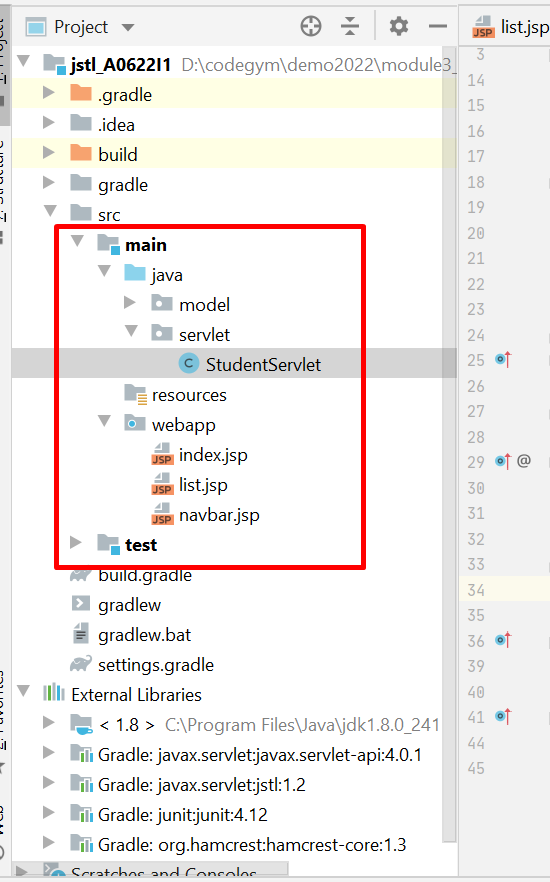 Project
list.jsp
jstl_A0622I1 D:\codegym\demo2022\module3_
.gradle
.idea
build
gradle
src
main
java
model
servlet
StudentServlet
resources
webapp
JSP index.jsp
JSP list.jsp
JSP navbar.jsp
test
build.gradle
gradlew
gradlew.bat
settings.gradle
External Libraries
< 1.8 > C:\Program Files\Java\jdk1.8.0_241
Gradle: javax.servlet:javax.servlet-api:4.0.1
Gradle: javax.servlet:jstl:1.2
Gradle: junit:junit:4.12
Gradle: org.hamcrest:hamcrest-core:1.3
Scratches and Consoles
JSP
3
14
15
16
17
18
19
20
21
22
23
24
25
26
27
28
29 @
30
31
32
33
34
35
36
39
40
41
44
45